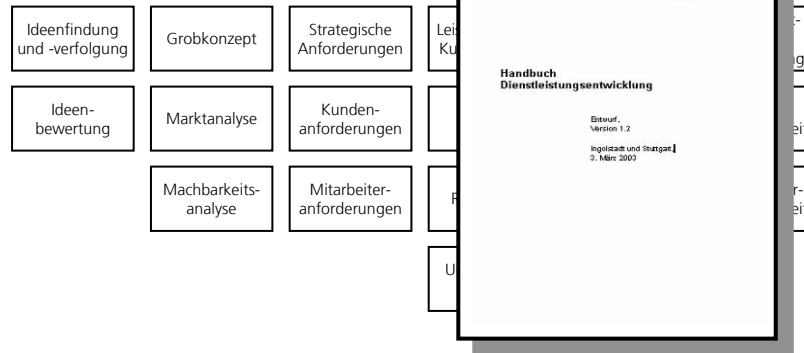 Ideenfindung
und -verfolgung
Grobkonzept
Strategische
Anforderungen
Ideen-
bewertung
Marktanalyse
Kunden-
anforderungen
Machbarkeits-
analyse
Mitarbeiter-
anforderungen
Handbuch
Dienstleistungsentwicklung
Entwurf,
Version 1.2
Ingolstadt und Stuttgart,
3. März 2003